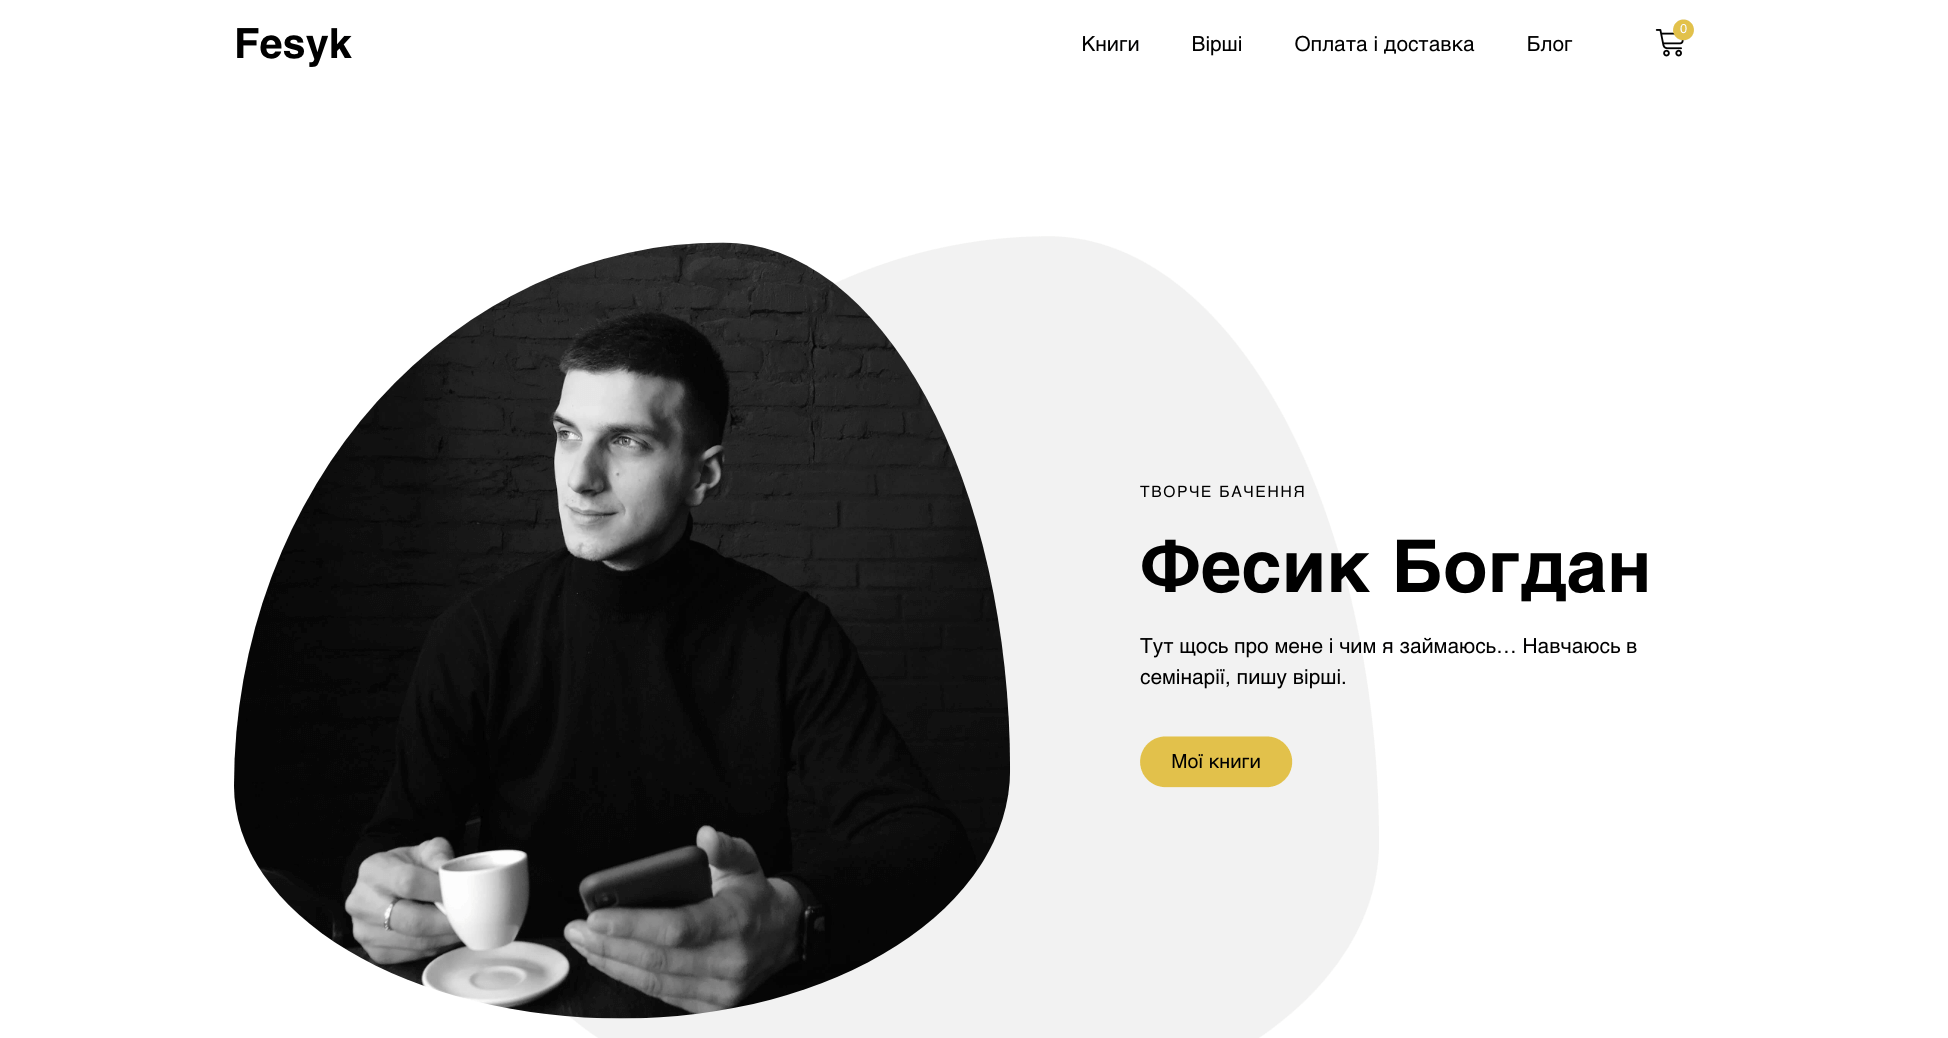 Fesyk
Книги
Вірші
Оплата і доставка
Блог
0
ТВОРЧЕ БАЧЕННЯ
Фесик Богдан
Тут щось про мене і чим я займаюсь... Навчаюсь в
семінарії, пишу вірші.
Мої книги